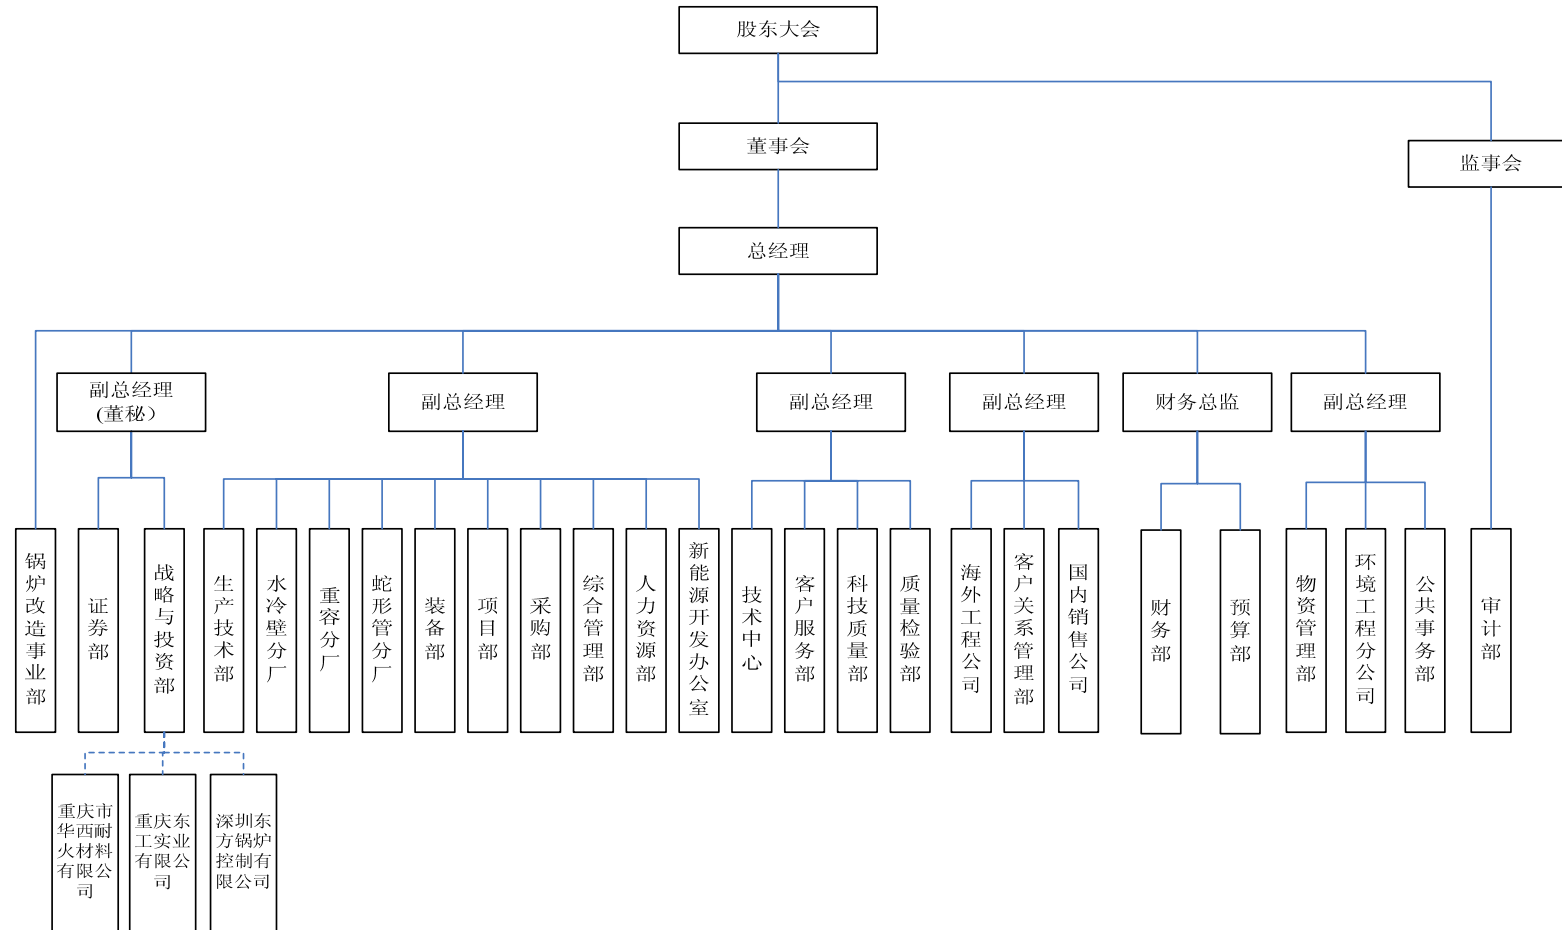 股东大会
董事会
监事会
总经理
副总经理
(董秘）
副总经理
副总经理
副总经理
财务总监
副总经理
锅炉改造事业部
证券部
战略与投资部
生产技术部
水冷壁分厂
重容分厂
蛇形管分厂
装备部
项目部
采购部
综合管理部
人力资源部
新能源开发办公室
技术中心
客户服务部
科技质量部
质量检验部
海外工程公司
客户关系管理部
国内销售公司
财务部
预算部
物资管理部
环境工程分公司
公共事务部
审计部
重庆市
华西耐
火材料
有限公
司
重庆东
工实业
有限公
司
深圳东
方锅炉
控制有
限公司